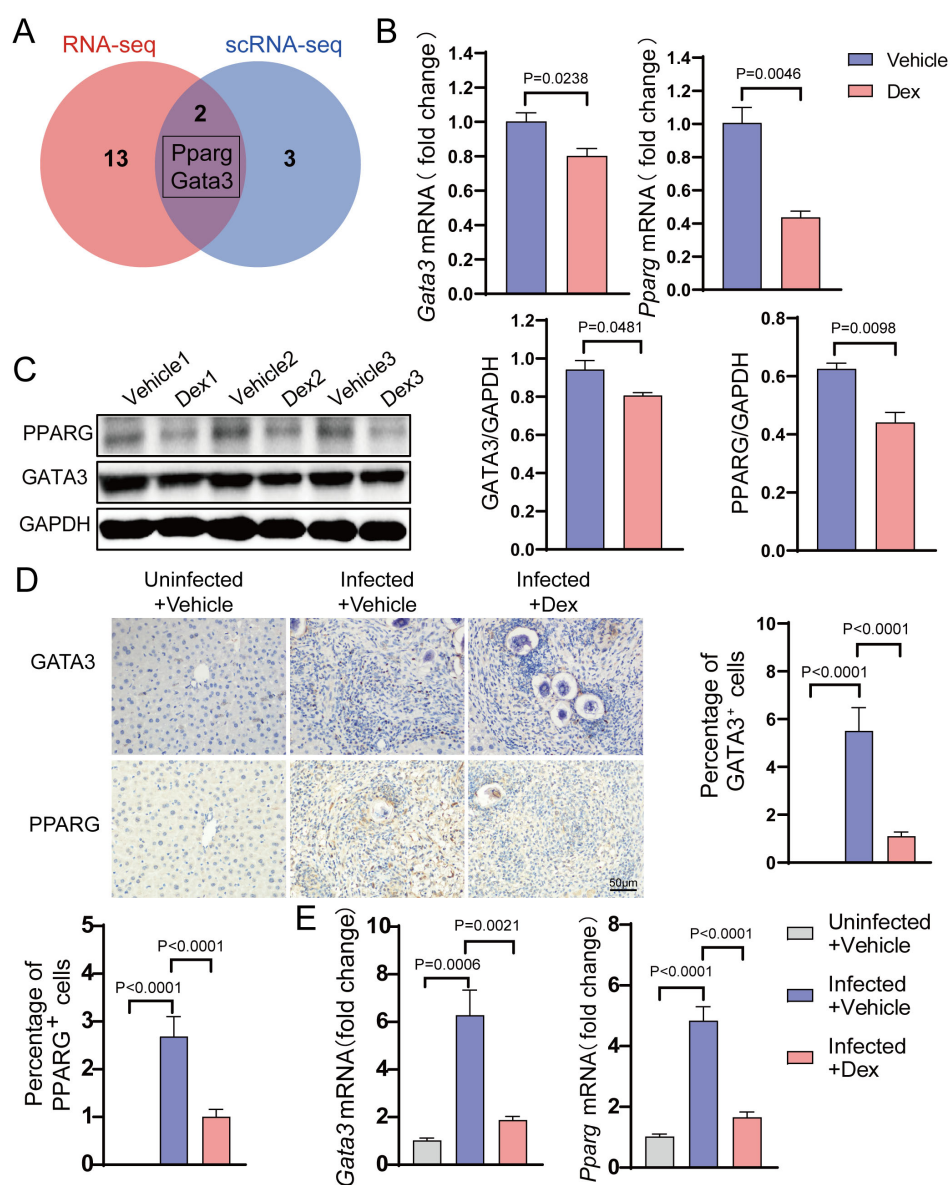 A
RNA-seq
scRNA-seq
13
2
Pparg
Gata3
3
B
Gata3 mRNA(fold change)
1.4
1.2
1.0
0.8
0.6
0.4
0.2
0.0
P=0.0238
Pparg mRNA(fold change)
1.4
1.2
1.0
0.8
0.6
0.4
0.2
0.0
P=0.0046
Vehicle
Dex
C
Vehicle1
Dex1
Vehicle2
Dex2
Vehicle3
Dex3
PPARG
GATA3
GAPDH
GATA3/GAPDH
1.2
1.0
0.8
0.6
0.4
0.2
0.0
P=0.0481
PPARG/GAPDH
0.8
0.6
0.4
0.2
0.0
P=0.0098
D
Uninfected
+Vehicle
Infected
+Vehicle
Infected
+Dex
GATA3
PPARG
50μm
Percentage of
GATA3+ cells
10
8
6
4
2
0
P<0.0001
P<0.0001
Percentage of
PPARG+ cells
5
4
3
2
1
0
P<0.0001
P<0.0001
E
Gata3 mRNA(fold change)
10
8
6
4
2
0
P=0.0021
P=0.0006
Pparg mRNA(fold change)
8
6
4
2
0
P<0.0001
P<0.0001
Uninfected
+Vehicle
Infected
+Vehicle
Infected
+Dex